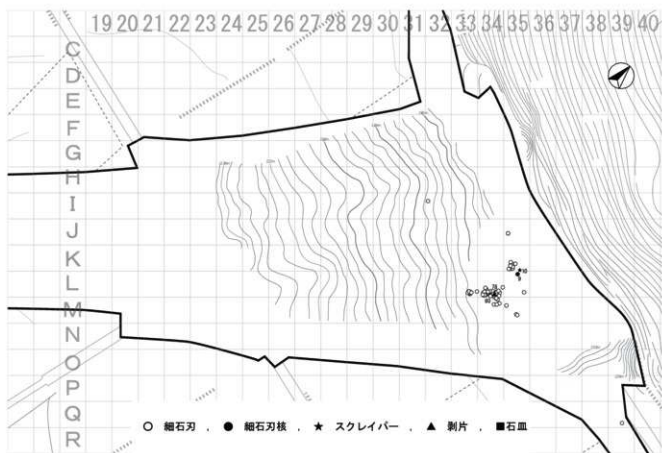 19 20 21 22 23 24 25 26 27 28 29 30 31 32 33 34 35 36 37 38 39 40
C
D
E
F
G
H
I
J
K
L
M
N
O
P
Q
R
○ 細石刃 . ● 細石刃核 . ★ スクレイパー . ▲ 剥片 . ■石皿